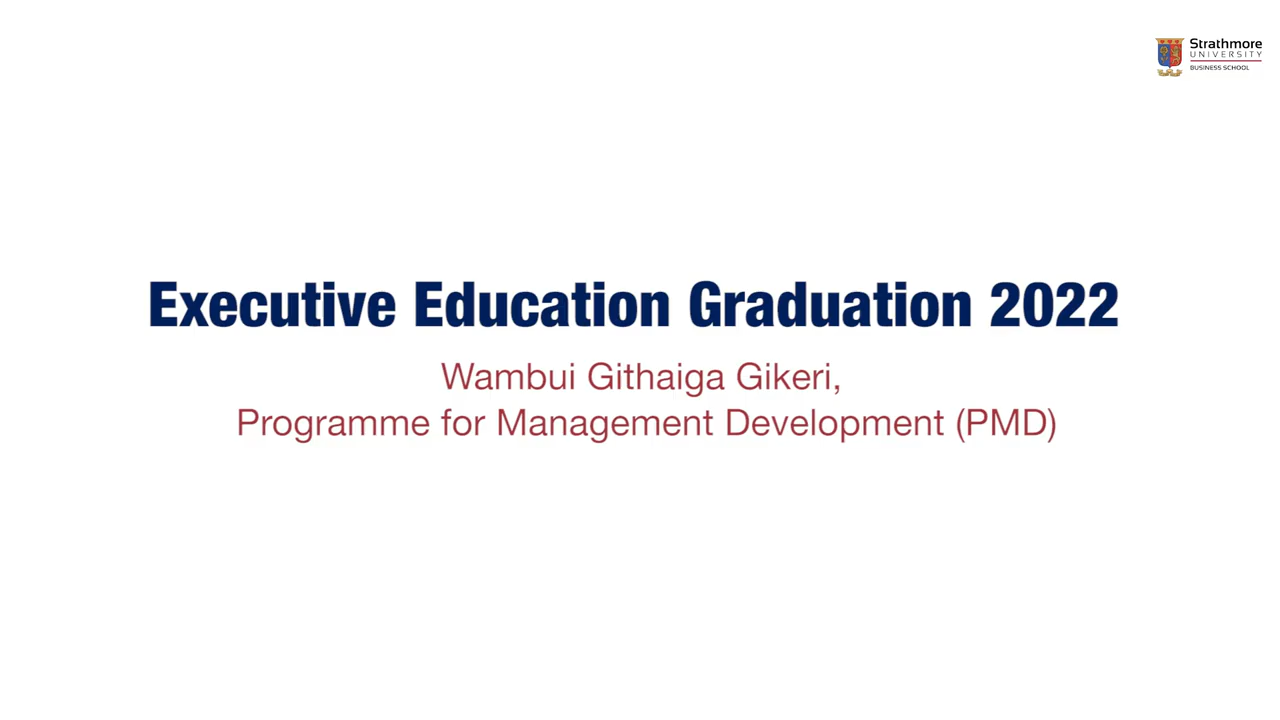 Strathmore
UNIVERSITY
BUSINESS SCHOOL
Executive Education Graduation 2022
Wambui Githaiga Gikeri,
Programme for Management Development (PMD)